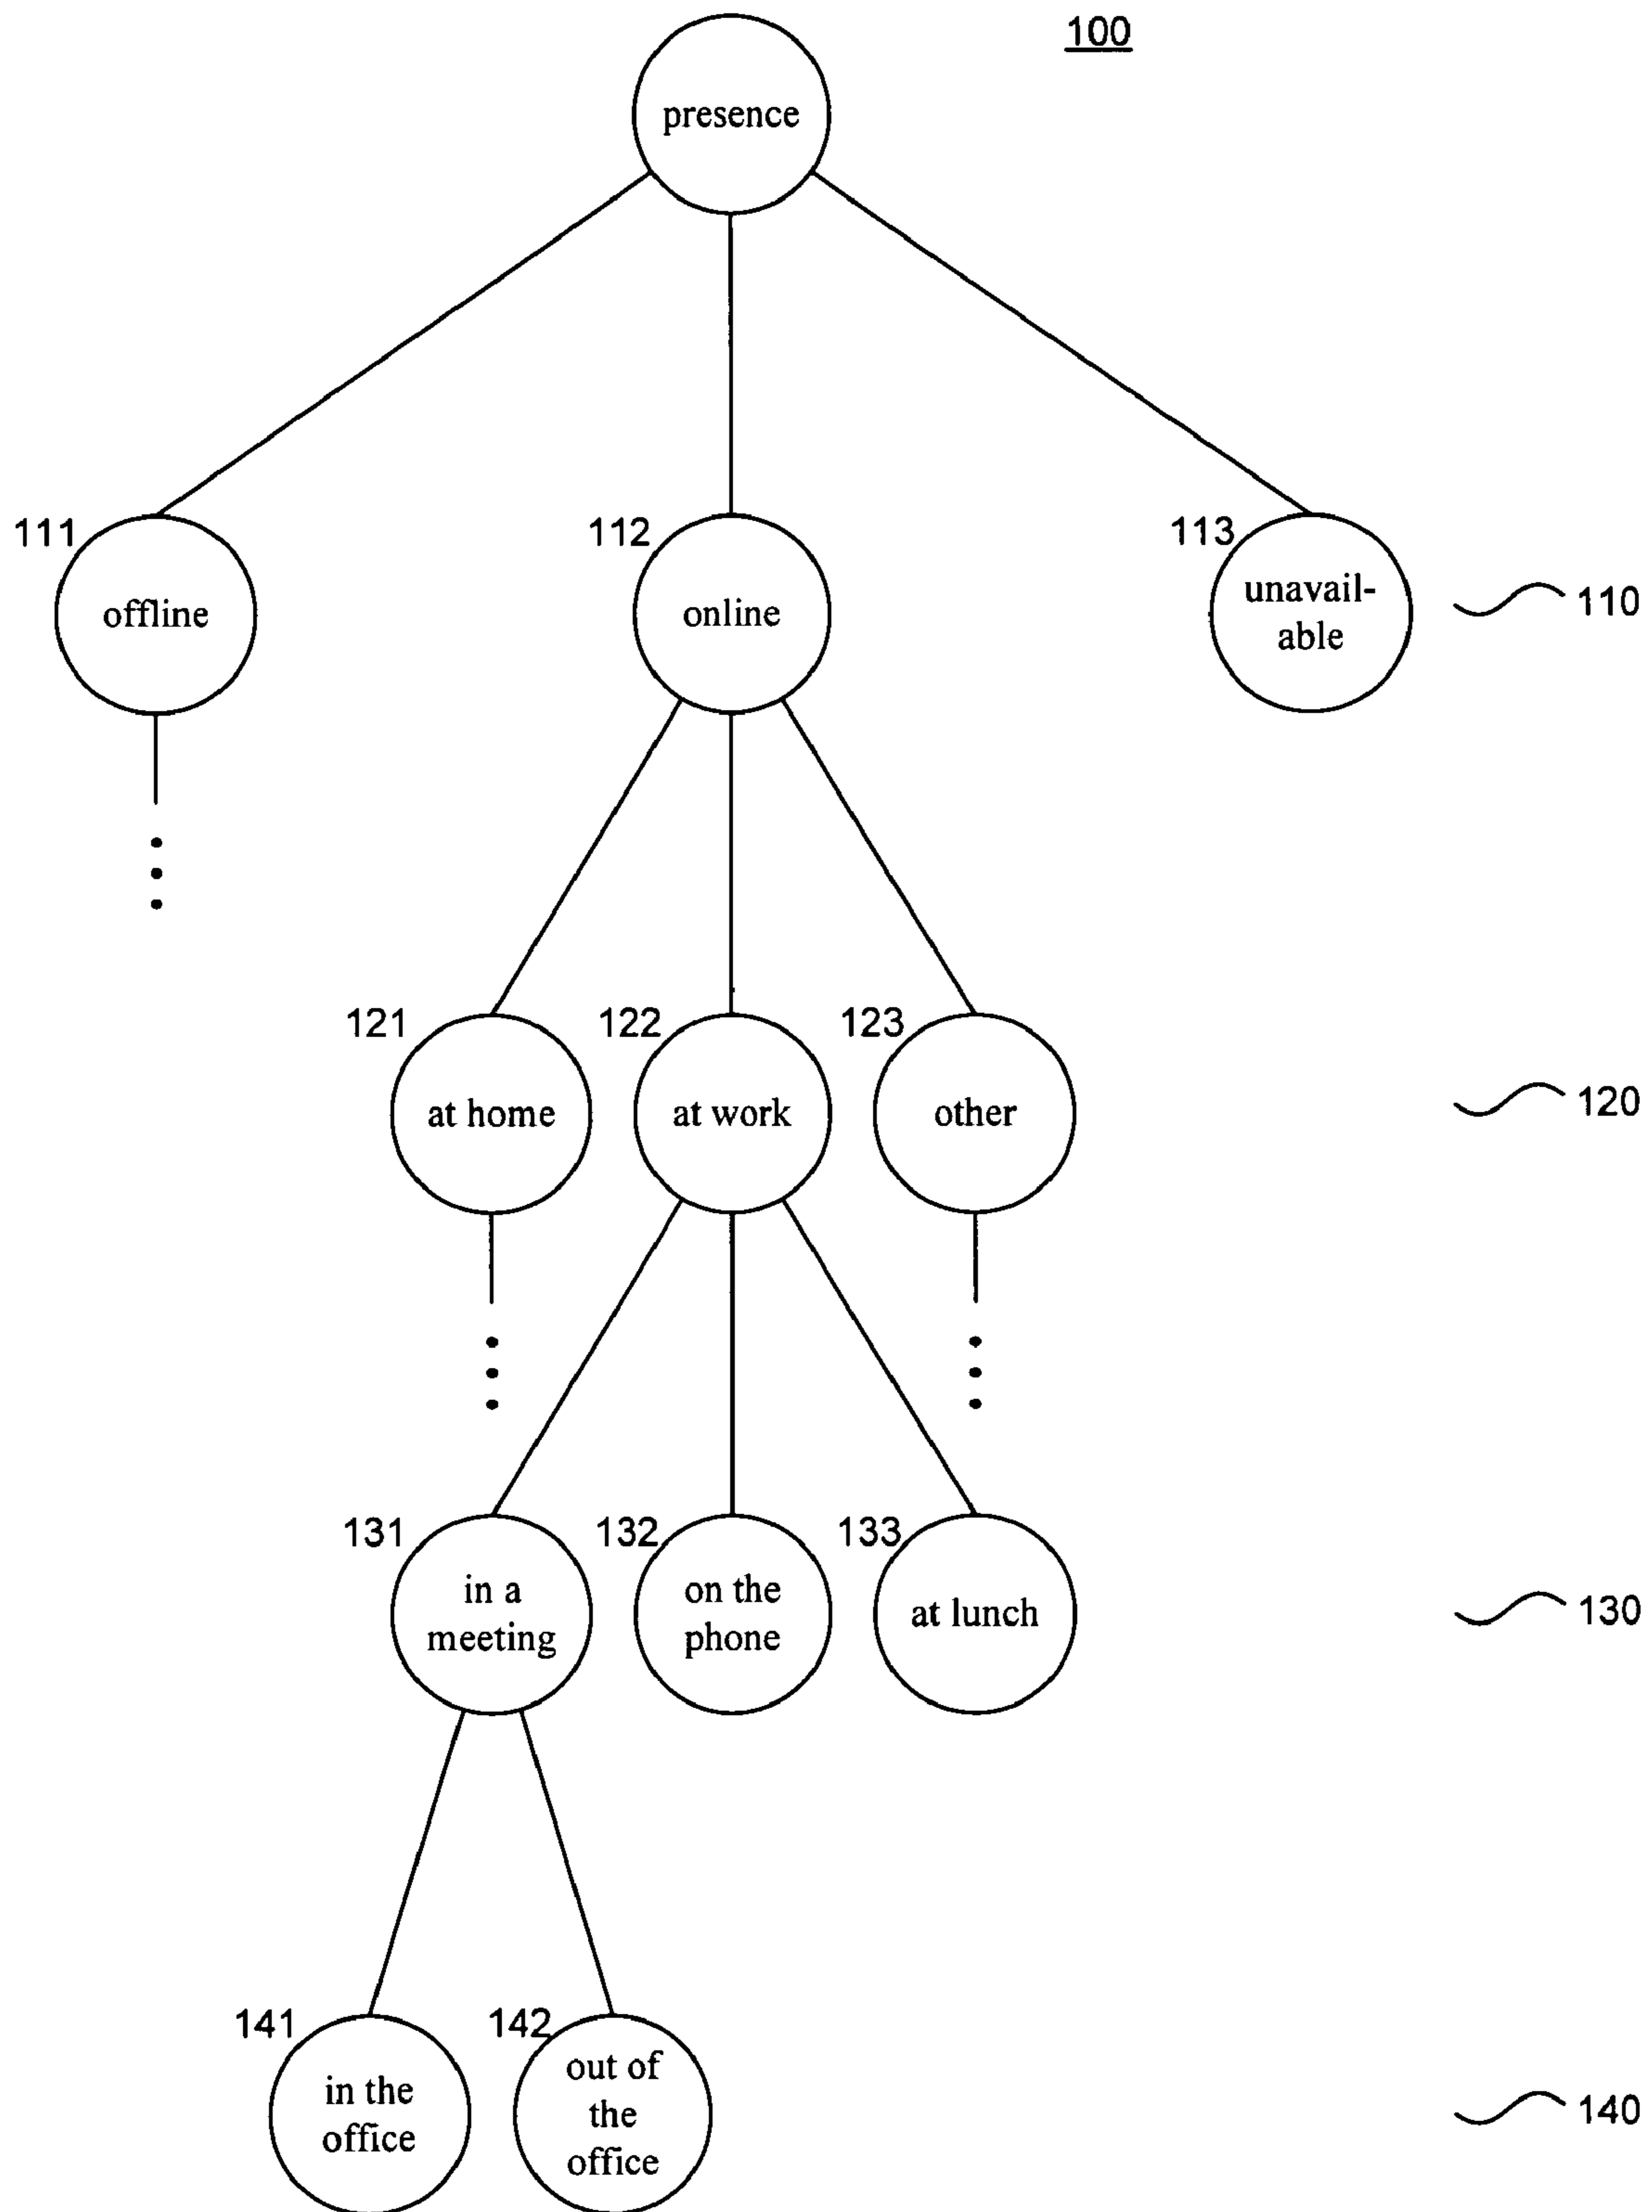 100
presence
111
112
113
offline
online
unavail-
able
110
121
122
123
at home
at work
other
120
131
132
133
in a
meeting
on the
phone
at lunch
130
141
142
in the
office
out of
the
office
140